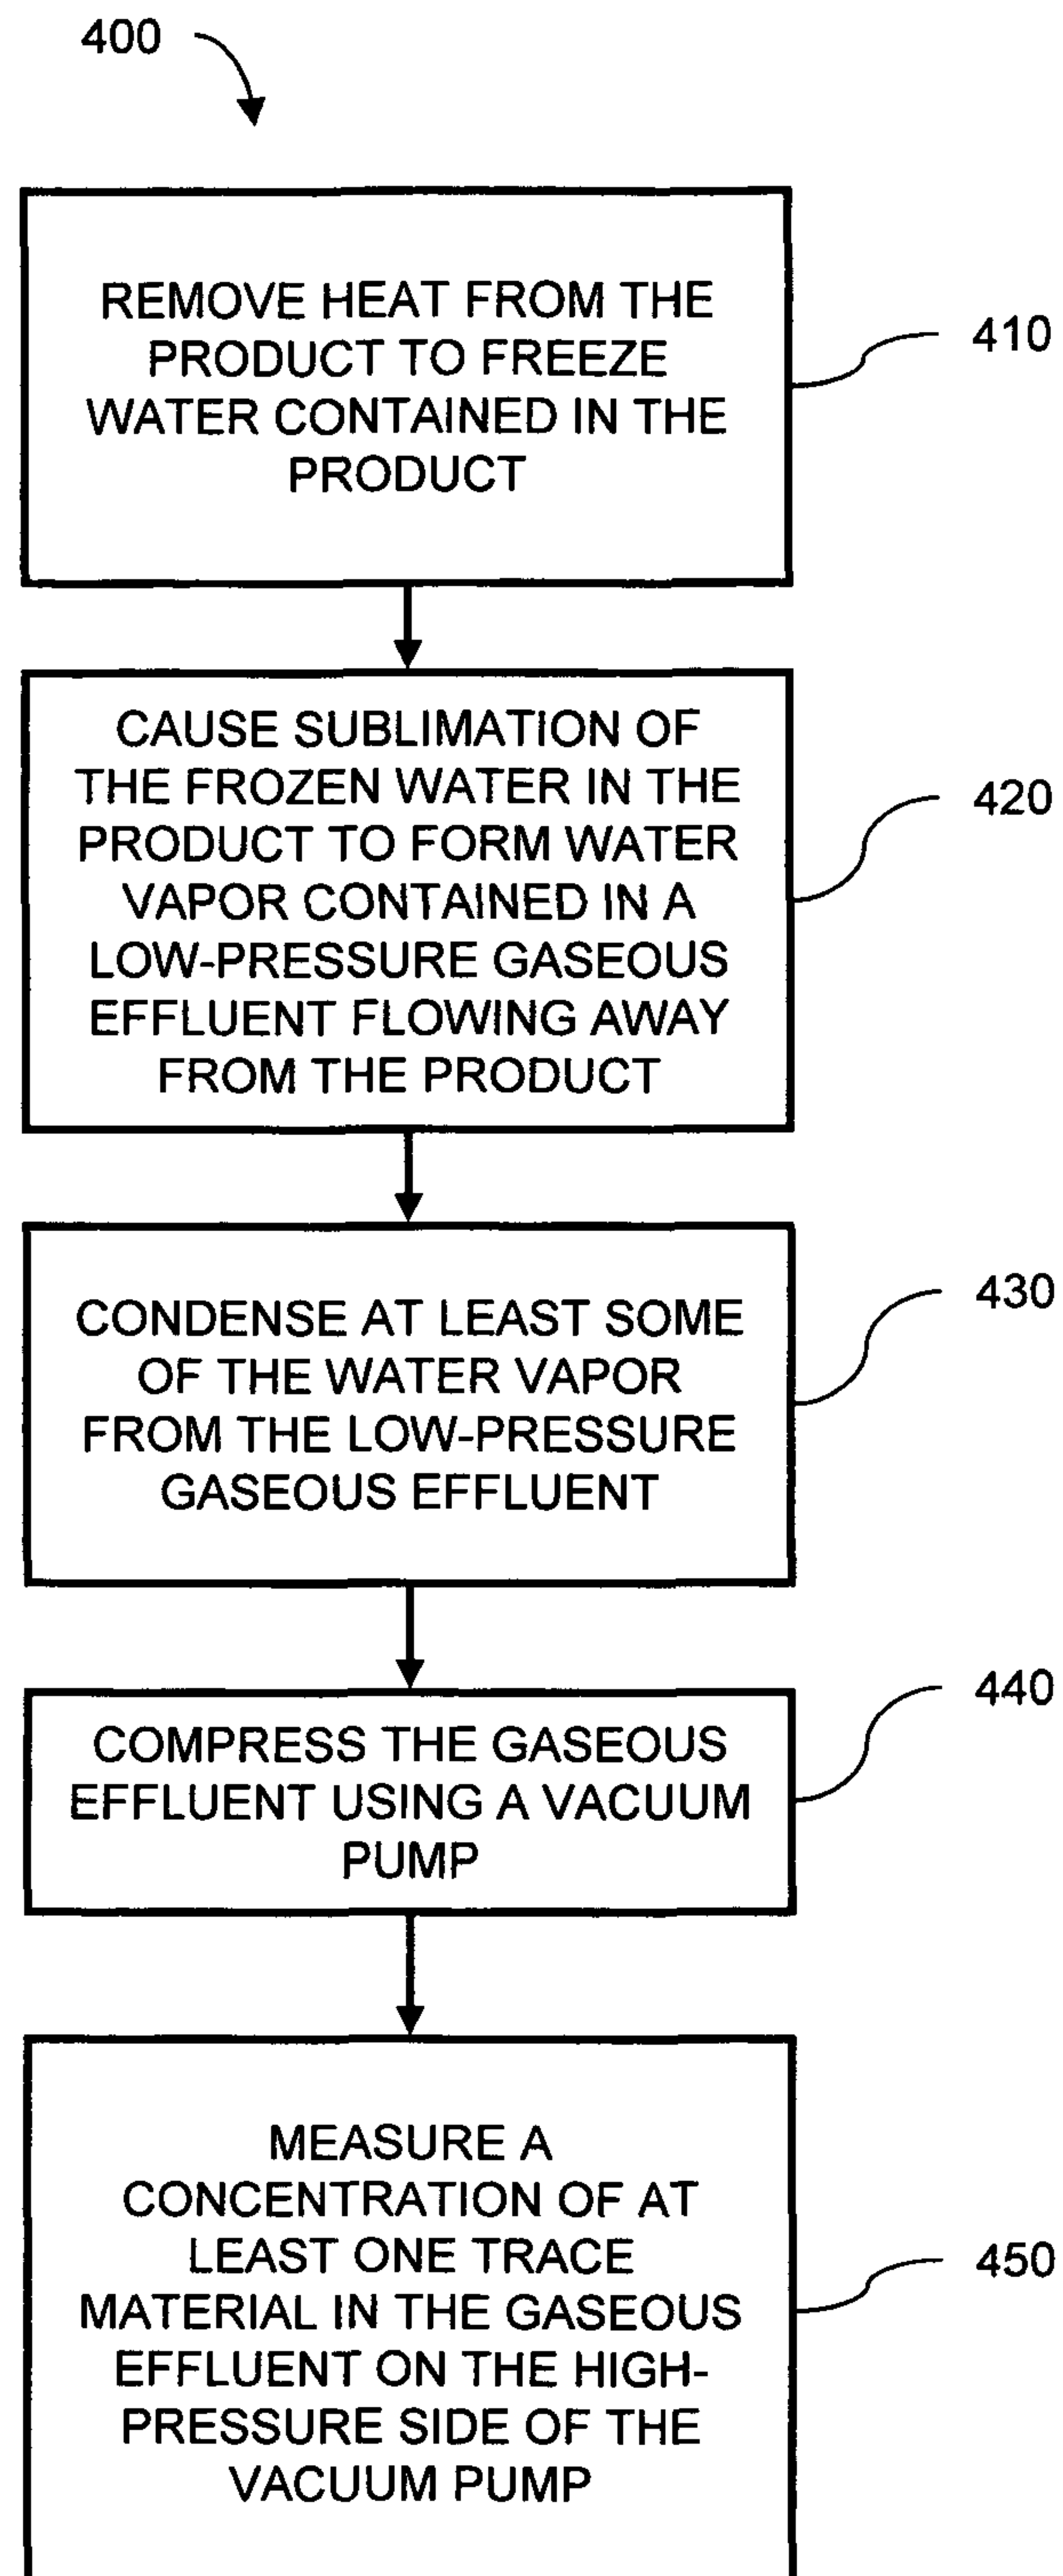 400
REMOVE HEAT FROM THE
PRODUCT TO FREEZE
WATER CONTAINED IN THE
PRODUCT
410
CAUSE SUBLIMATION OF
THE FROZEN WATER IN THE
PRODUCT TO FORM WATER
VAPOR CONTAINED IN A
LOW-PRESSURE GASEOUS
EFFLUENT FLOWING AWAY
FROM THE PRODUCT
420
CONDENSE AT LEAST SOME
OF THE WATER VAPOR
FROM THE LOW-PRESSURE
GASEOUS EFFLUENT
430
COMPRESS THE GASEOUS
EFFLUENT USING A VACUUM
PUMP
440
MEASURE A
CONCENTRATION OF AT
LEAST ONE TRACE
MATERIAL IN THE GASEOUS
EFFLUENT ON THE HIGH-
PRESSURE SIDE OF THE
VACUUM PUMP
450